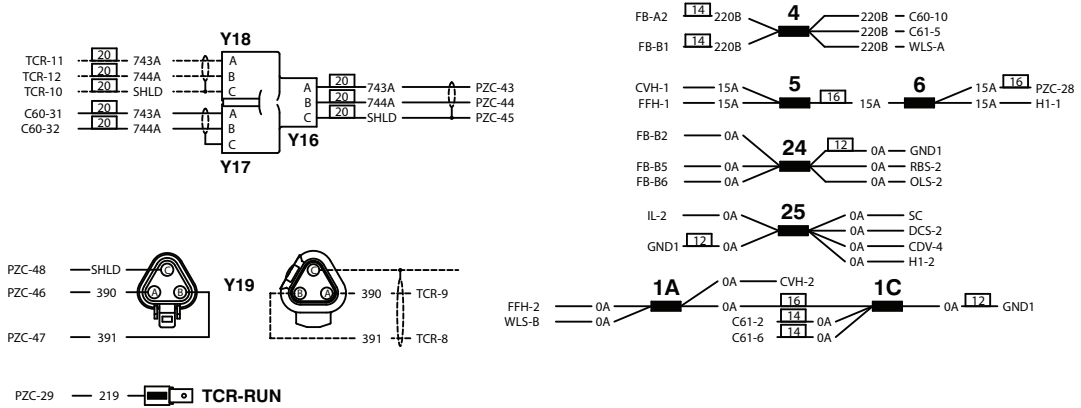 Y18
TCR-11 20 743A A
TCR-12 20 744A B
TCR-10 20 SHLD C
C60-31 20 743A A
C60-32 20 744A B
C
Y17
A 20 743A PZC-43
B 20 744A PZC-44
C 20 SHLD PZC-45
Y16
PZC-48 SHLD C
PZC-46 390 A B
PZC-47 391
Y19
C
B A 390 TCR-9
391 TCR-8
PZC-29 219 TCR-RUN
4
FB-A2 14 220B 220B C60-10
220B C61-5
FB-B1 14 220B 220B WLS-A
5 6
CVH-1 15A 15A 16 PZC-28
FFH-1 15A 16 15A 15A H1-1
24
FB-B2 0A 12 0A GND1
FB-B5 0A 0A RBS-2
FB-B6 0A 0A OLS-2
25
IL-2 0A 0A SC
0A DCS-2
GND1 12 0A 0A CDV-4
0A H1-2
1A 1C
0A CVH-2
FFH-2 0A 0A 16 0A 12 GND1
WLS-B 0A C61-2 14 0A
C61-6 14 0A